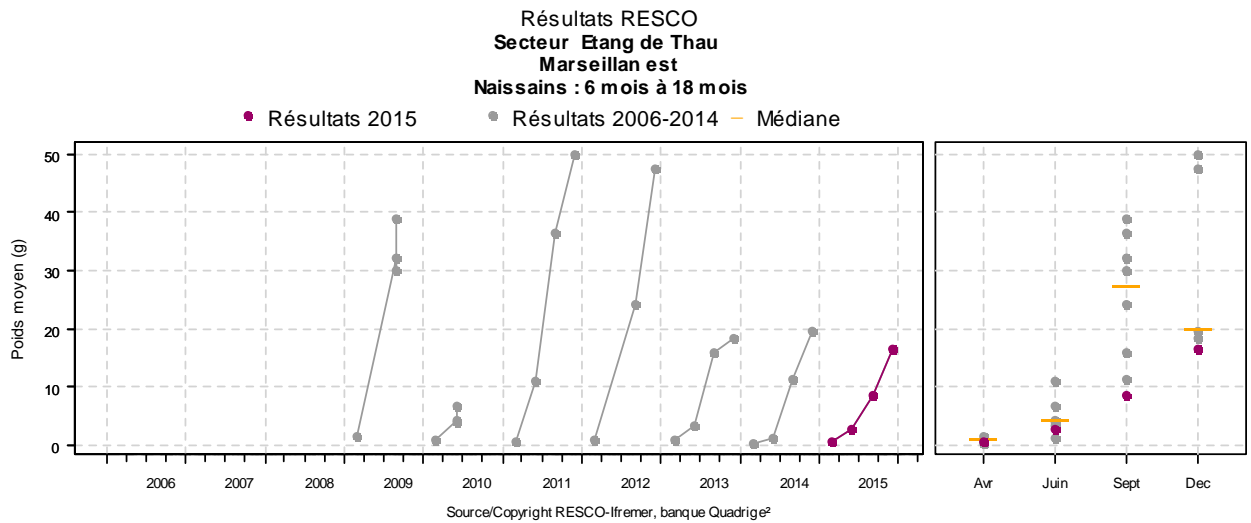 Résultats RESCO
Secteur Etang de Thau
Marseillan est
Naissains : 6 mois à 18 mois
Résultats 2015 Résultats 2006-2014 Médiane
Poids moyen (g)
50
40
30
20
10
0
2006 2007 2008 2009 2010 2011 2012 2013 2014 2015
Avr Juin Sept Dec
Source/Copyright RESCO-Ifremer, banque Quadrige²